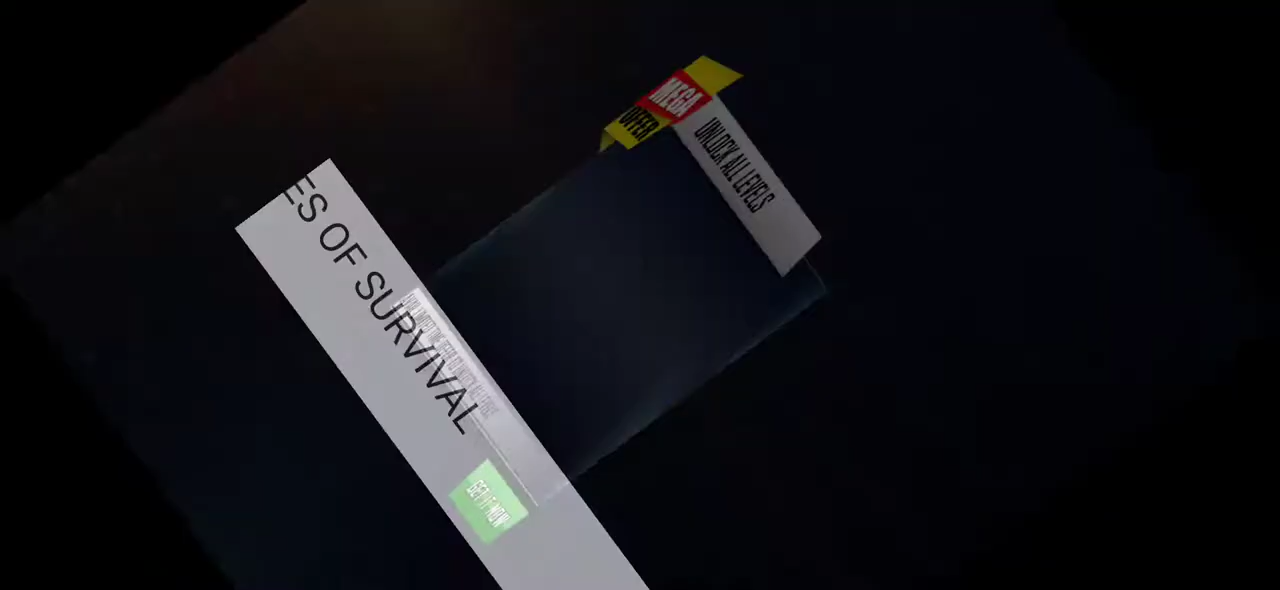 MEGA
OFFER
UNLOCK ALL LEVELS
ES OF SURVIVAL
GET IT NOW